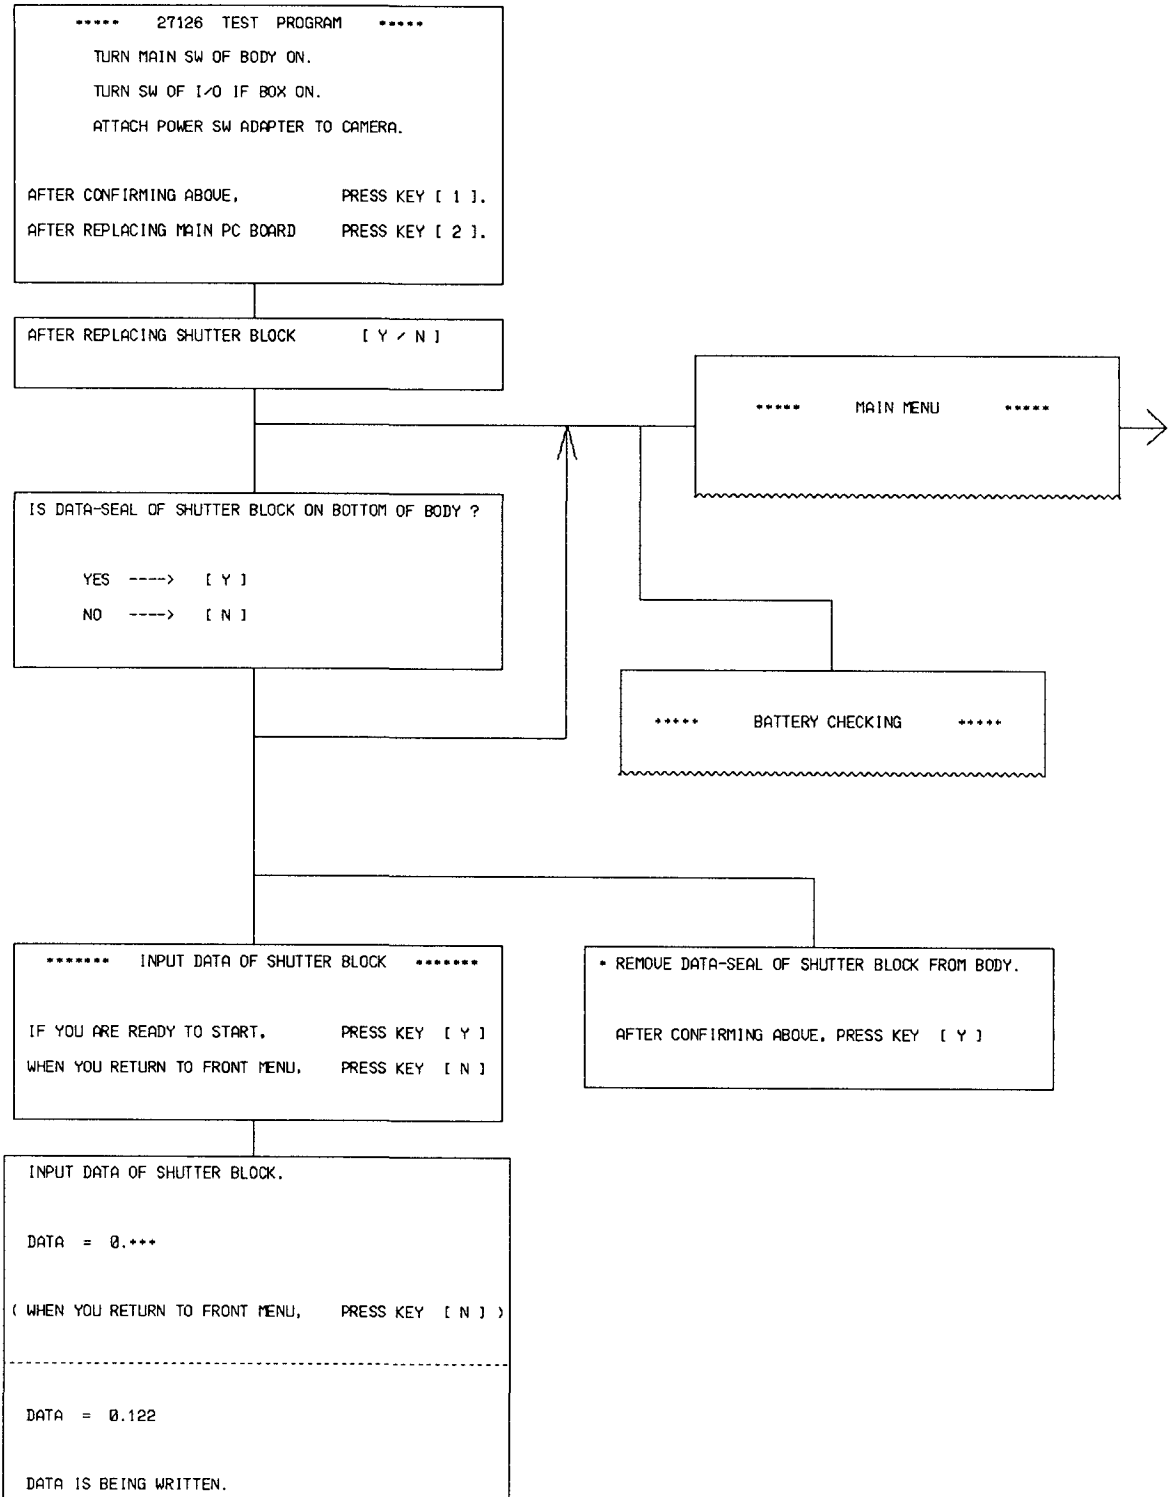 ***** 27126 TEST PROGRAM *****
TURN MAIN SW OF BODY ON.
TURN SW OF I/O IF BOX ON.
ATTACH POWER SW ADAPTER TO CAMERA.
AFTER CONFIRMING ABOVE, PRESS KEY [ 1 ].
AFTER REPLACING MAIN PC BOARD PRESS KEY [ 2 ].
AFTER REPLACING SHUTTER BLOCK [ Y / N ]
***** MAIN MENU *****
IS DATA-SEAL OF SHUTTER BLOCK ON BOTTOM OF BODY ?
YES ----> [ Y ]
NO ----> [ N ]
***** BATTERY CHECKING *****
******* INPUT DATA OF SHUTTER BLOCK *******
IF YOU ARE READY TO START, PRESS KEY [ Y ]
WHEN YOU RETURN TO FRONT MENU, PRESS KEY [ N ]
* REMOVE DATA-SEAL OF SHUTTER BLOCK FROM BODY.
AFTER CONFIRMING ABOVE, PRESS KEY [ Y ]
INPUT DATA OF SHUTTER BLOCK.
DATA = 0.***
( WHEN YOU RETURN TO FRONT MENU, PRESS KEY [ N ] )
DATA = 0.122
DATA IS BEING WRITTEN.